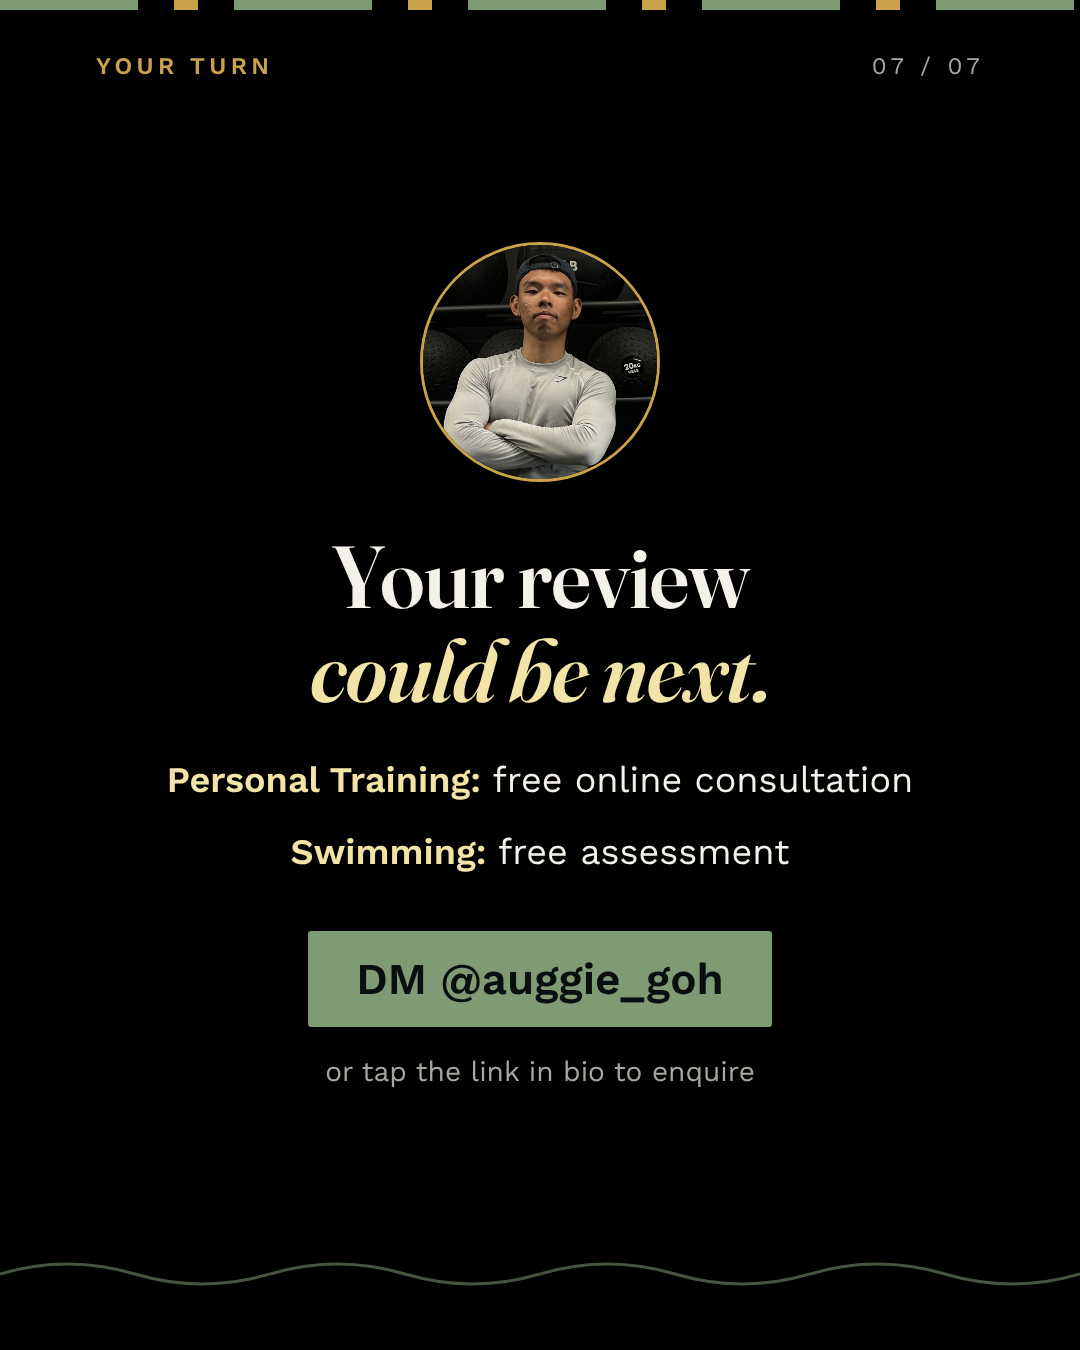 YOUR TURN
07 / 07
20KG
Your review
could be next.
Personal Training: free online consultation
Swimming: free assessment
DM @auggie_goh
or tap the link in bio to enquire